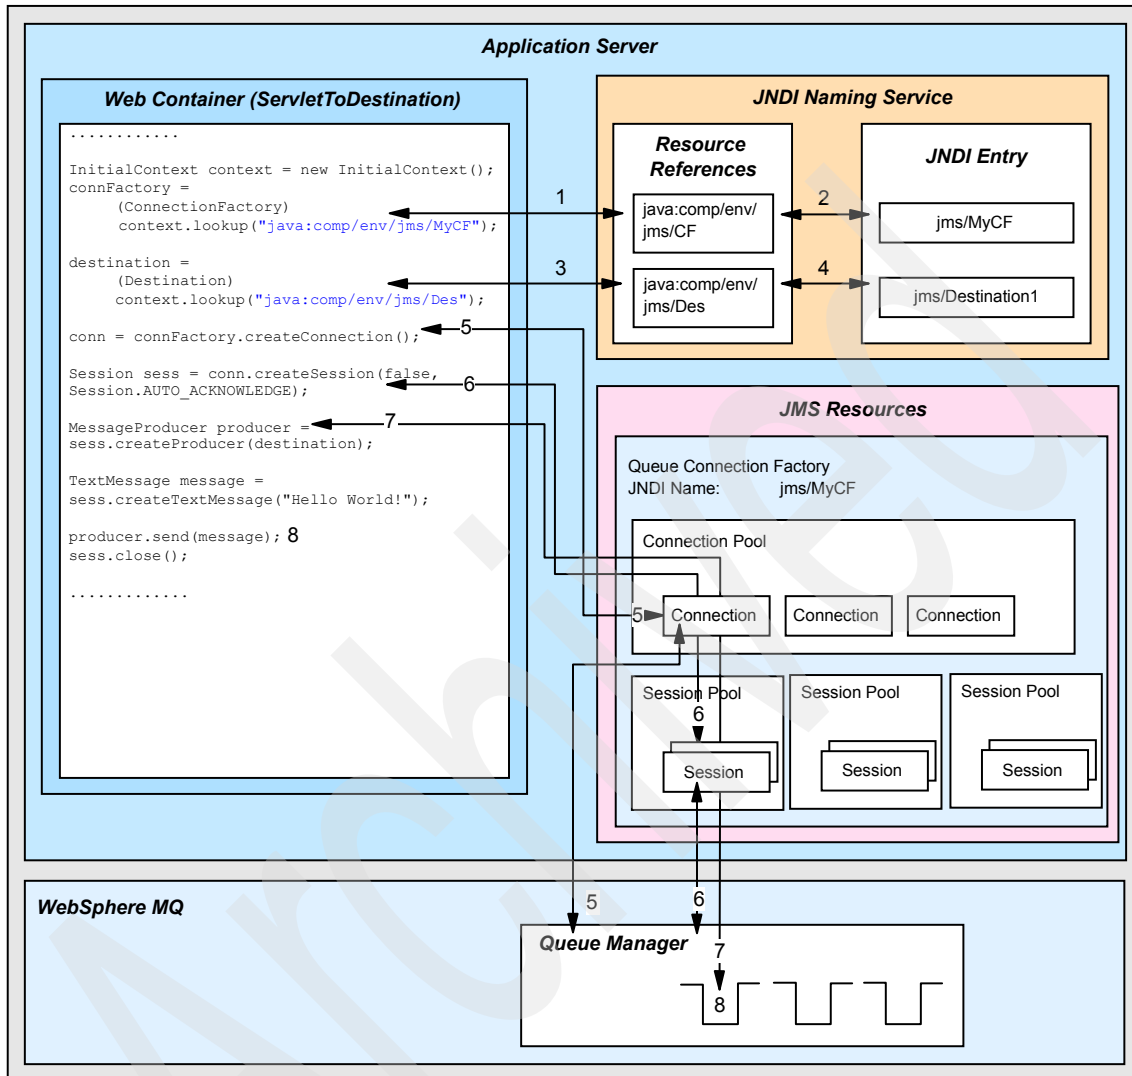 Application Server
Web Container (ServletToDestination)
............
InitialContext context = new InitialContext();
connFactory =
(ConnectionFactory)
context.lookup("java:comp/env/jms/MyCF");
destination =
(Destination)
context.lookup("java:comp/env/jms/Des");
conn = connFactory.createConnection();
Session sess = conn.createSession(false,
Session.AUTO_ACKNOWLEDGE);
MessageProducer producer =
sess.createProducer(destination);
TextMessage message =
sess.createTextMessage("Hello World!");
producer.send(message); 8
sess.close();
.............
1
3
5
6
7
JNDI Naming Service
Resource
References
java:comp/env/
jms/CF
java:comp/env/
jms/Des
2
4
JNDI Entry
jms/MyCF
jms/Destination1
JMS Resources
Queue Connection Factory
JNDI Name: jms/MyCF
Connection Pool
5
Connection
Connection
Connection
Session Pool
Session Pool
Session Pool
6
Session
Session
Session
WebSphere MQ
5
6
Queue Manager
7
8
Archived